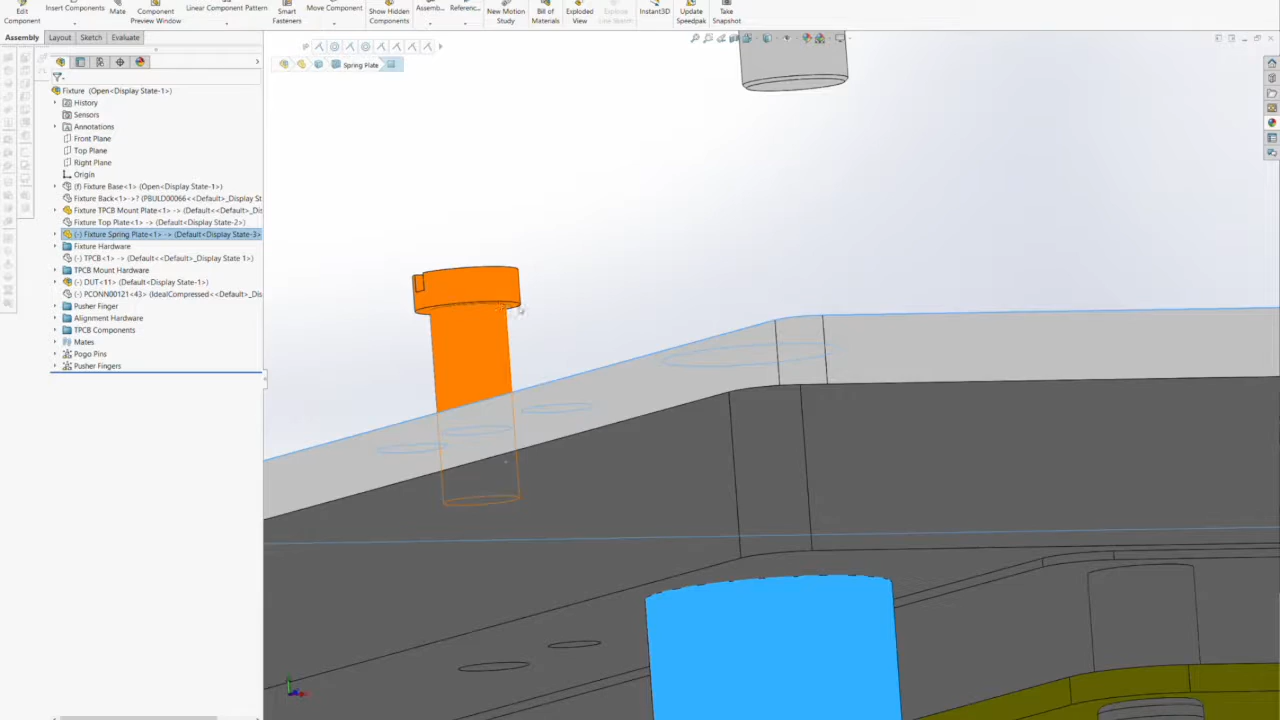 Edit
Component
Insert Components
Mate
Component
Preview Window
Linear Component Pattern
Smart
Fasteners
Move Component
Show Hidden
Components
Assemb...
Referenc...
New Motion
Study
Bill of
Materials
Exploded
View
Instant3D
Update
Speedpak
Take
Snapshot
Assembly
Layout
Sketch
Evaluate
Spring Plate
Fixture (Open<Display State-1>)
History
Sensors
Annotations
Front Plane
Top Plane
Right Plane
Origin
(f) Fixture Base<1> (Open<Display State-1>)
Fixture Back<1>->? (PBULD00066<<Default>_Display St
Fixture TPCB Mount Plate<1> -> (Default<<Default>_Dis
Fixture Top Plate<1> -> (Default<Display State-2>)
(-) Fixture Spring Plate<1> -> (Default<Display State-3>
Fixture Hardware
(-) TPCB<1> -> (Default<<Default>_Display State 1>)
TPCB Mount Hardware
(-) DUT<11> (Default<Display State-1>)
(-) PCONN00121<43> (IdealCompressed<<Default>_Dis
Pusher Finger
Alignment Hardware
TPCB Components
Mates
Pogo Pins
Pusher Fingers